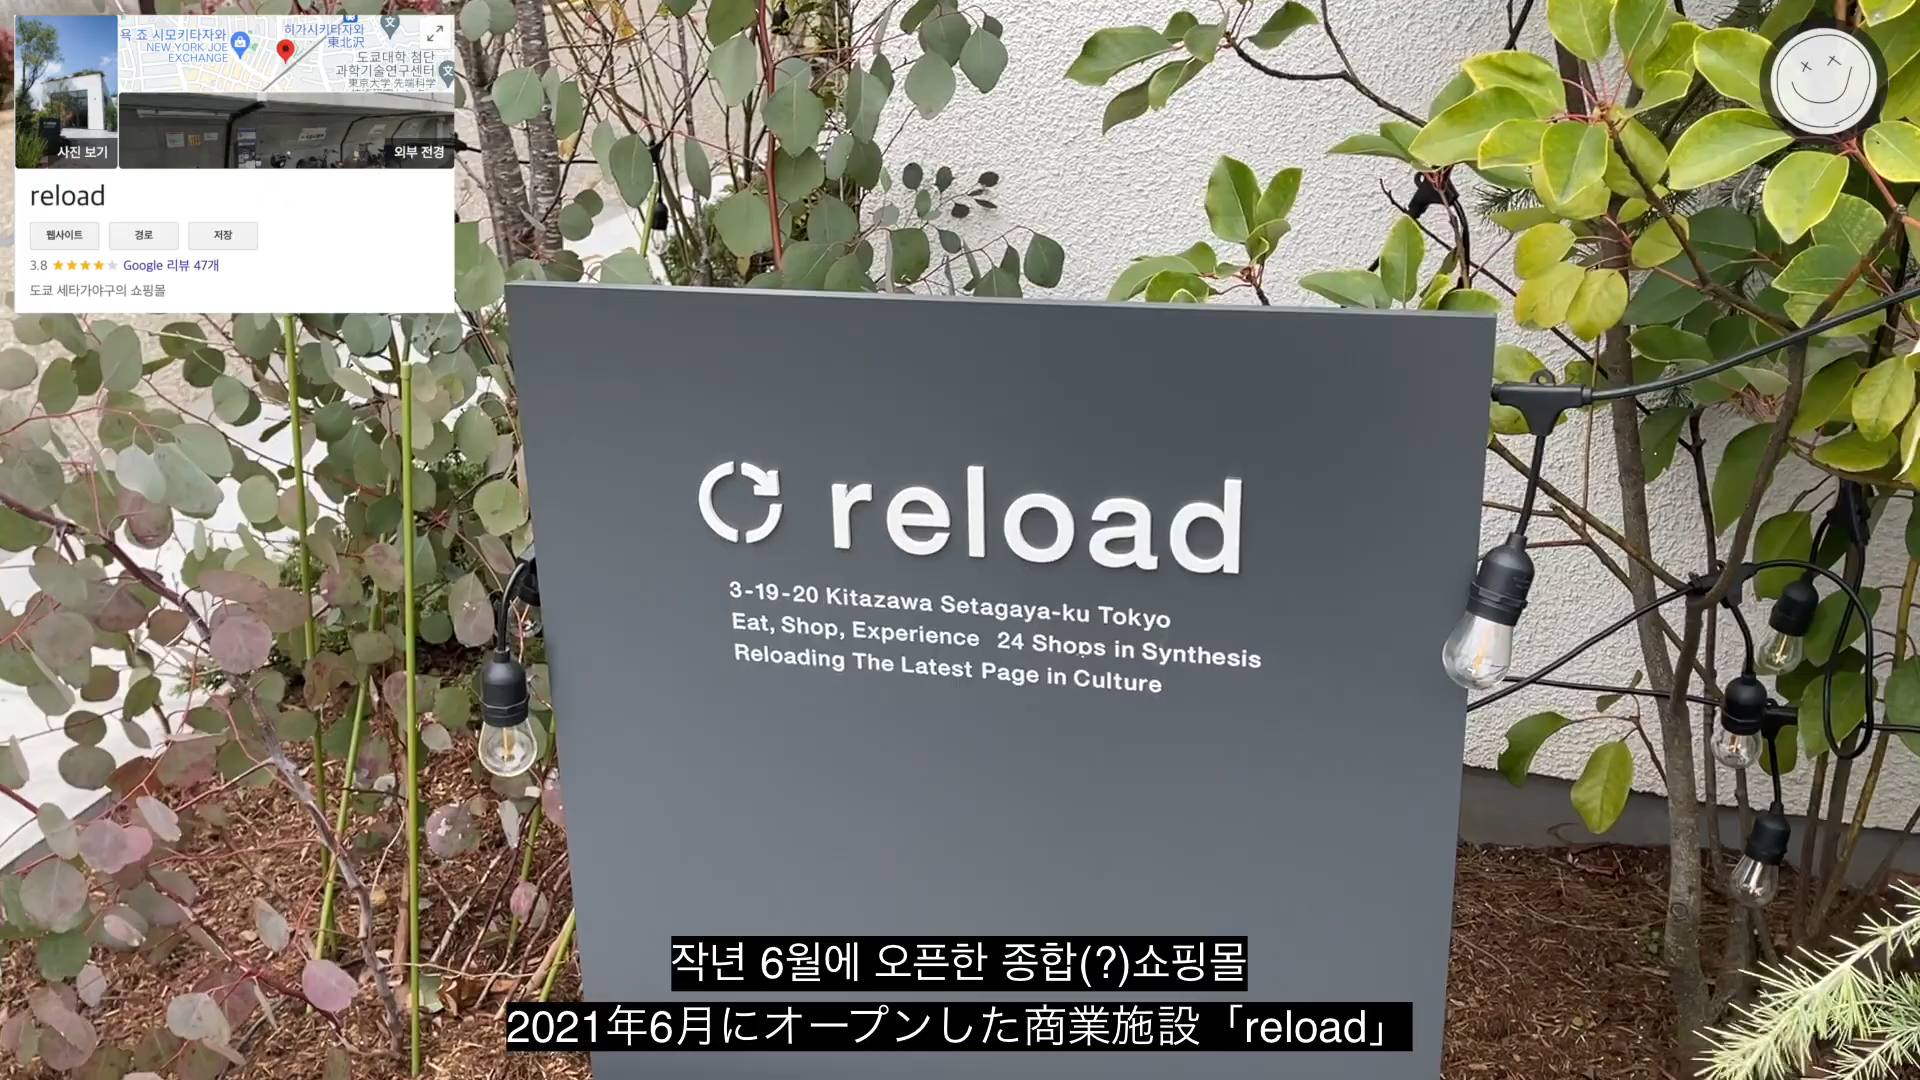 욕 죠 시모키타자와
NEW YORK JOE
EXCHANGE
히가시키타자와
東北沢
도쿄대학 첨단
과학기술연구센터
東京大学 先端科学
사진 보기
외부 전경
reload
웹사이트
경로
저장
3.8
Google 리뷰 47개
도쿄 세타가야구의 쇼핑몰
reload
3-19-20 Kitazawa Setagaya-ku Tokyo
Eat, Shop, Experience 24 Shops in Synthesis
Reloading The Latest Page in Culture
작년 6월에 오픈한 종합(?)쇼핑몰
2021年6月にオープンした商業施設「reload」